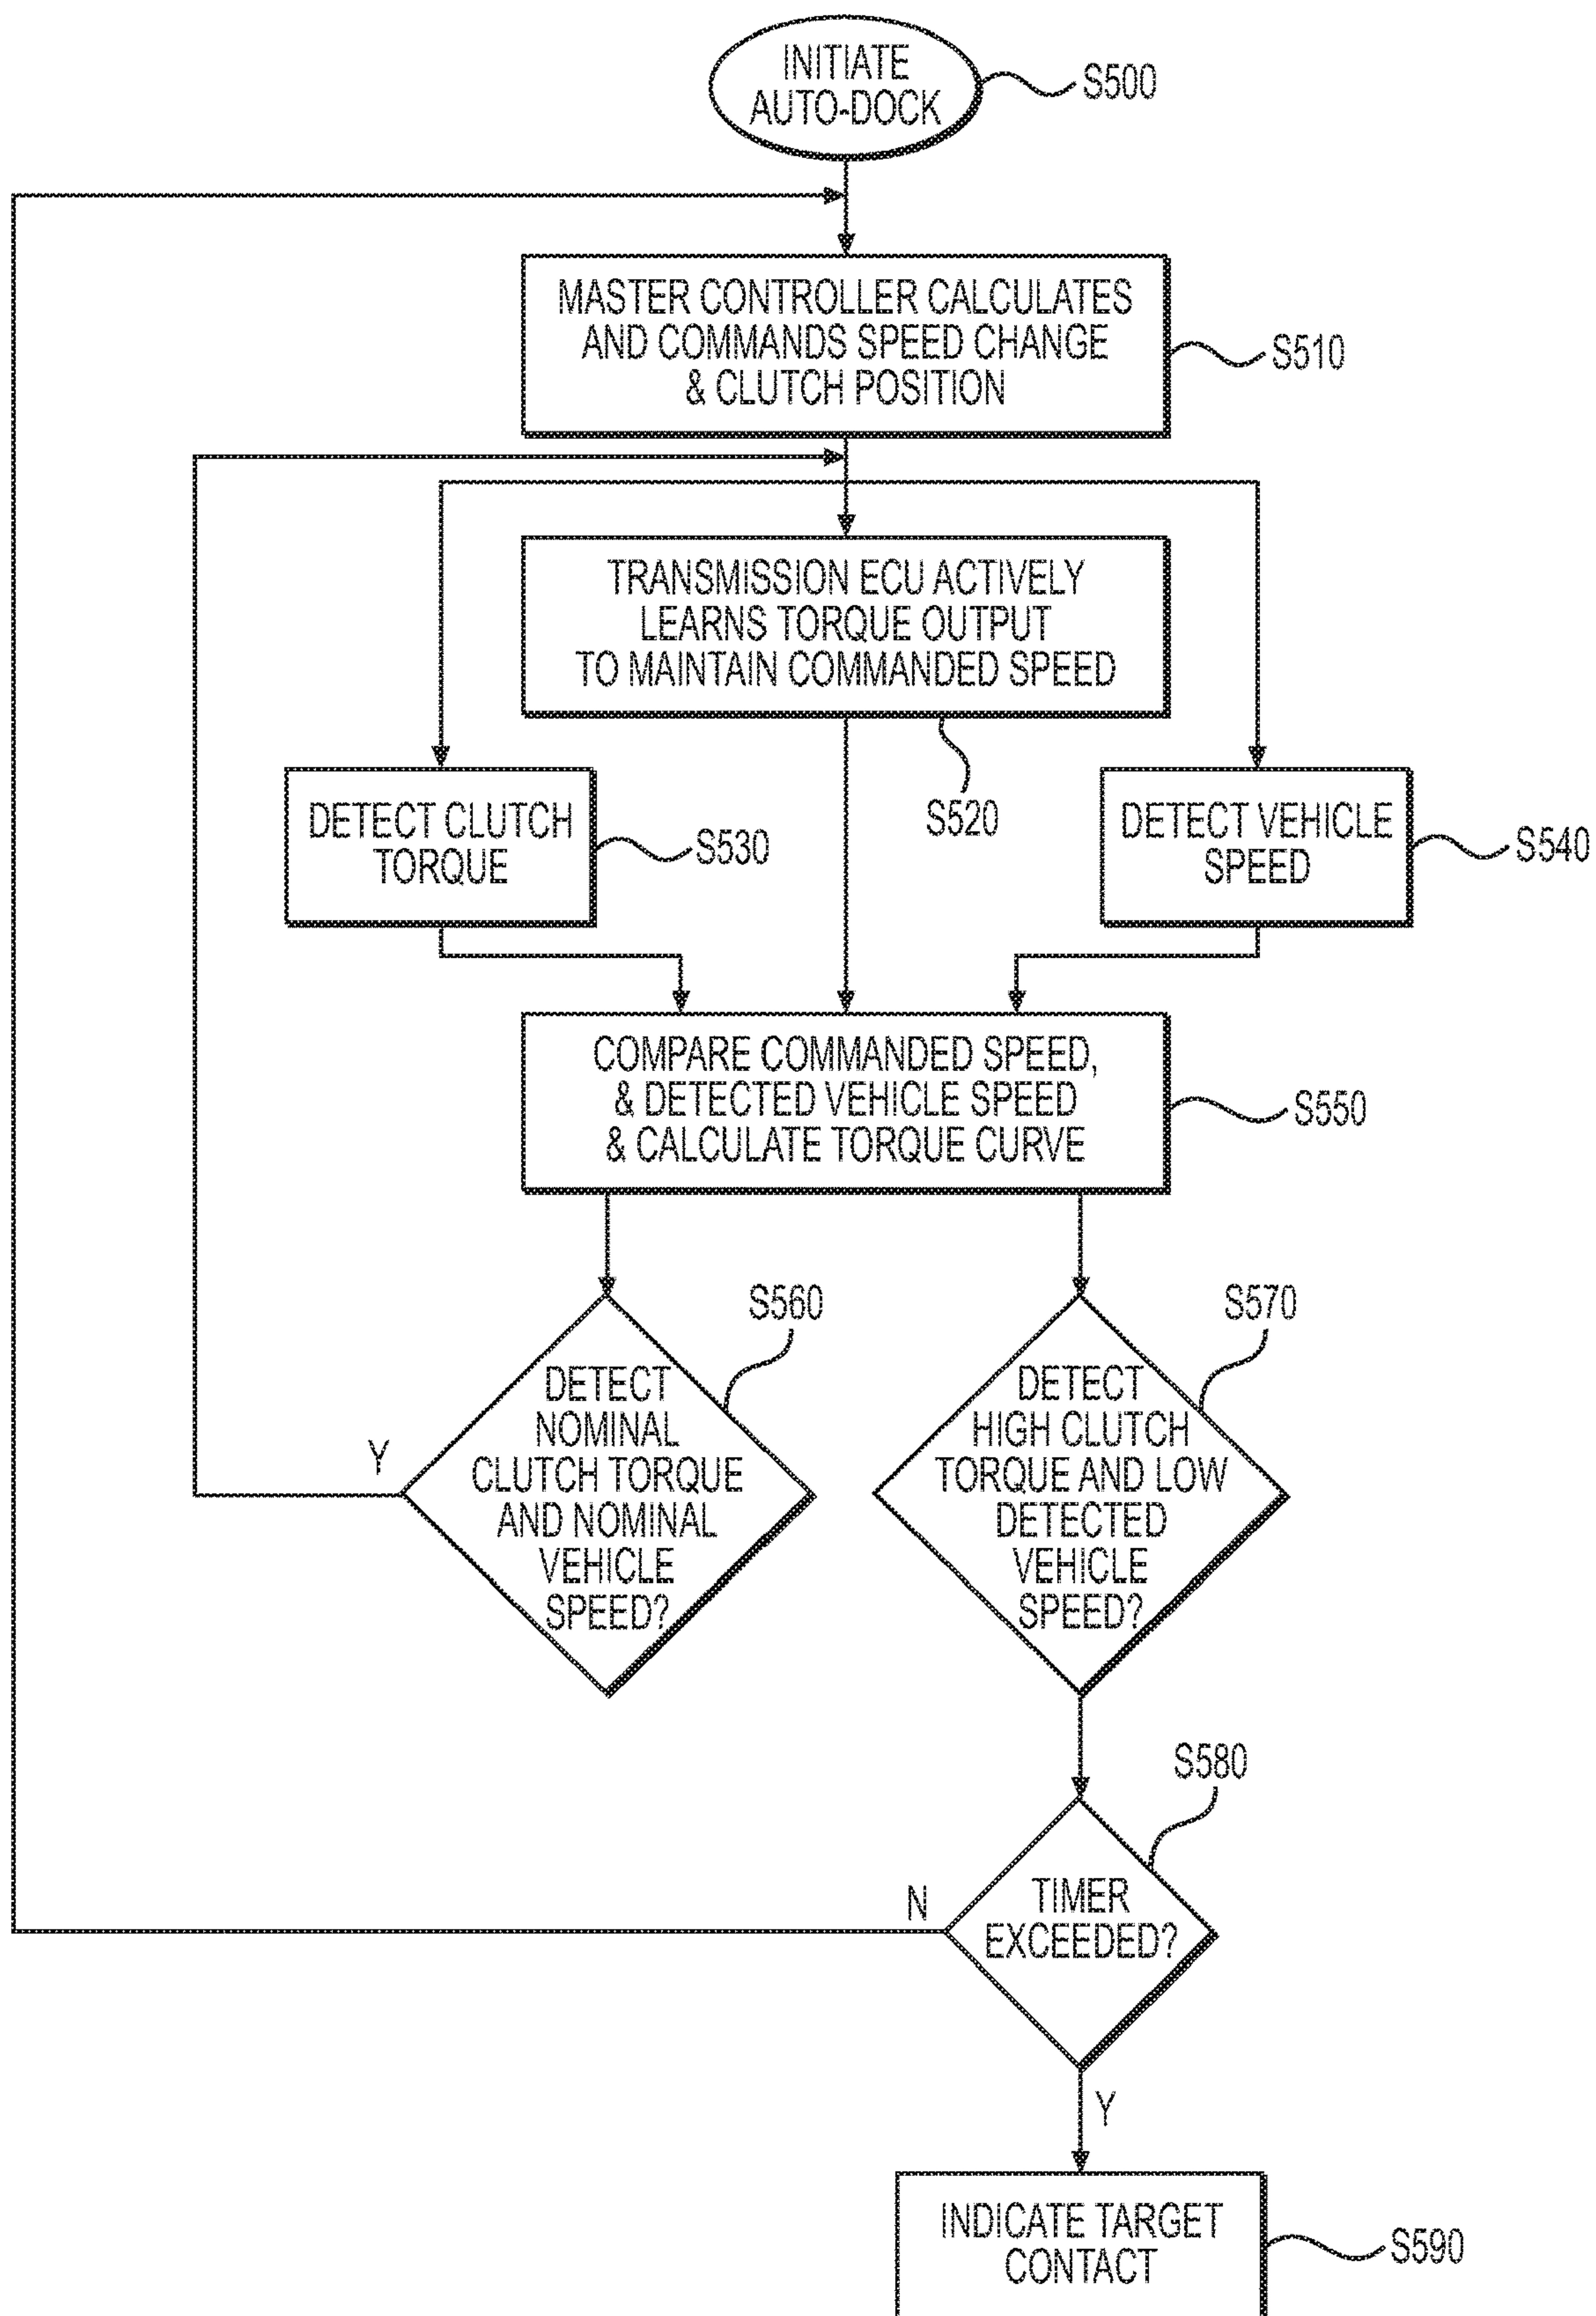 INITIATE
AUTO-DOCK
S500
MASTER CONTROLLER CALCULATES
AND COMMANDS SPEED CHANGE
& CLUTCH POSITION
S510
TRANSMISSION ECU ACTIVELY
LEARNS TORQUE OUTPUT
TO MAINTAIN COMMANDED SPEED
S520
DETECT CLUTCH
TORQUE
S530
DETECT VEHICLE
SPEED
S540
COMPARE COMMANDED SPEED,
& DETECTED VEHICLE SPEED
& CALCULATE TORQUE CURVE
S550
S560
DETECT
NOMINAL
CLUTCH TORQUE
AND NOMINAL
VEHICLE
SPEED?
Y
S570
DETECT
HIGH CLUTCH
TORQUE AND LOW
DETECTED
VEHICLE
SPEED?
S580
TIMER
EXCEEDED?
N
Y
INDICATE TARGET
CONTACT
S590